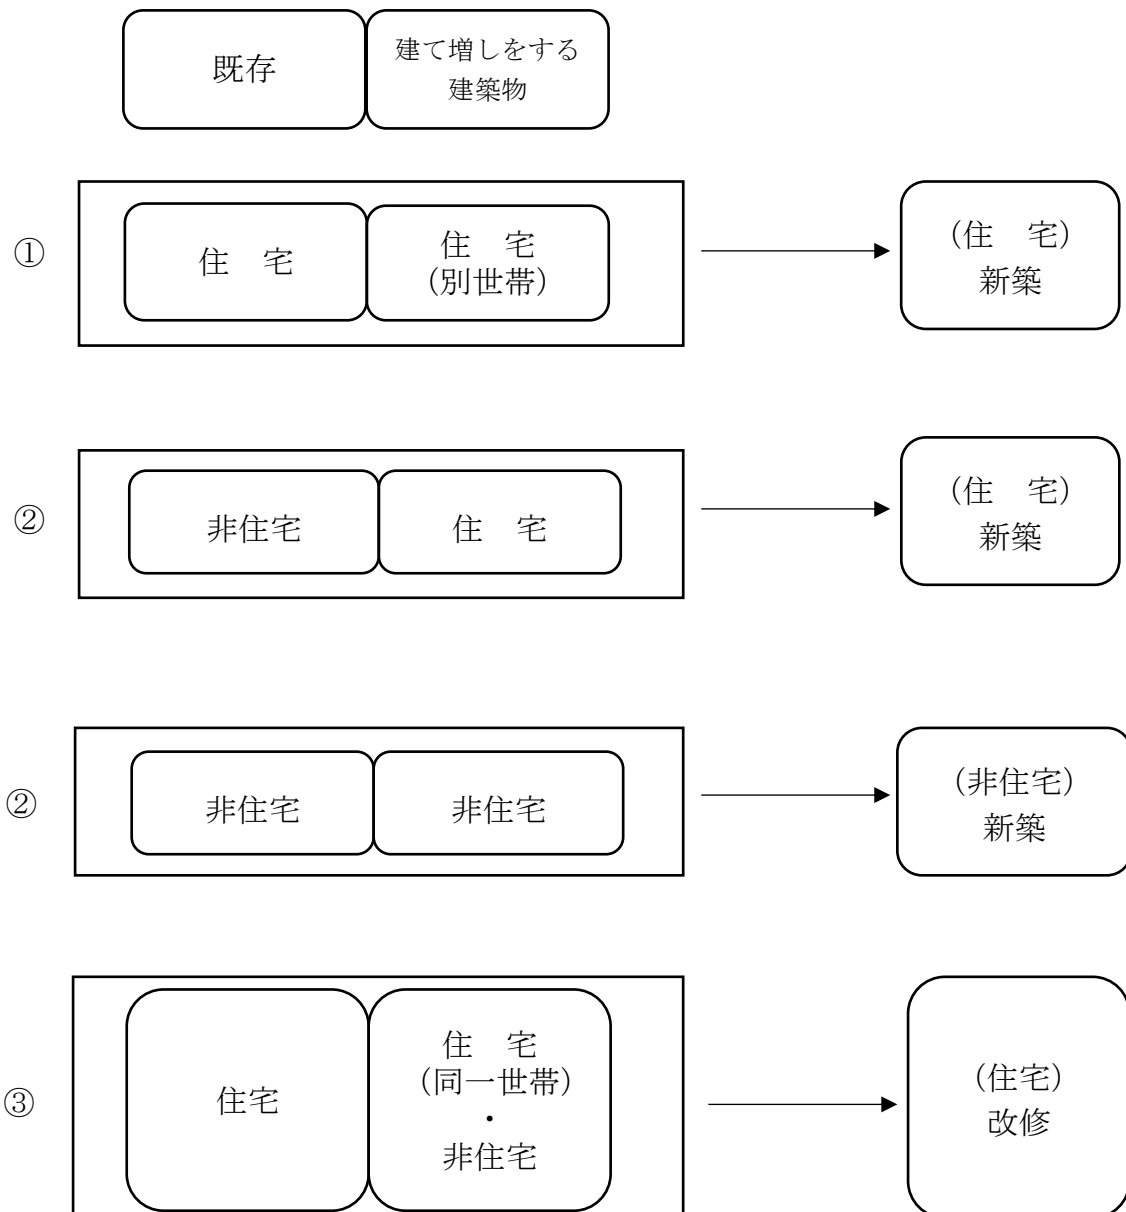 既存
建て増しをする
建築物
①
住　宅
住　宅
（別世帯）
（住　宅）
新築
②
非住宅
住　宅
（住　宅）
新築
②
非住宅
非住宅
（非住宅）
新築
③
住宅
住　宅
（同一世帯）
・
非住宅
（住宅）
改修